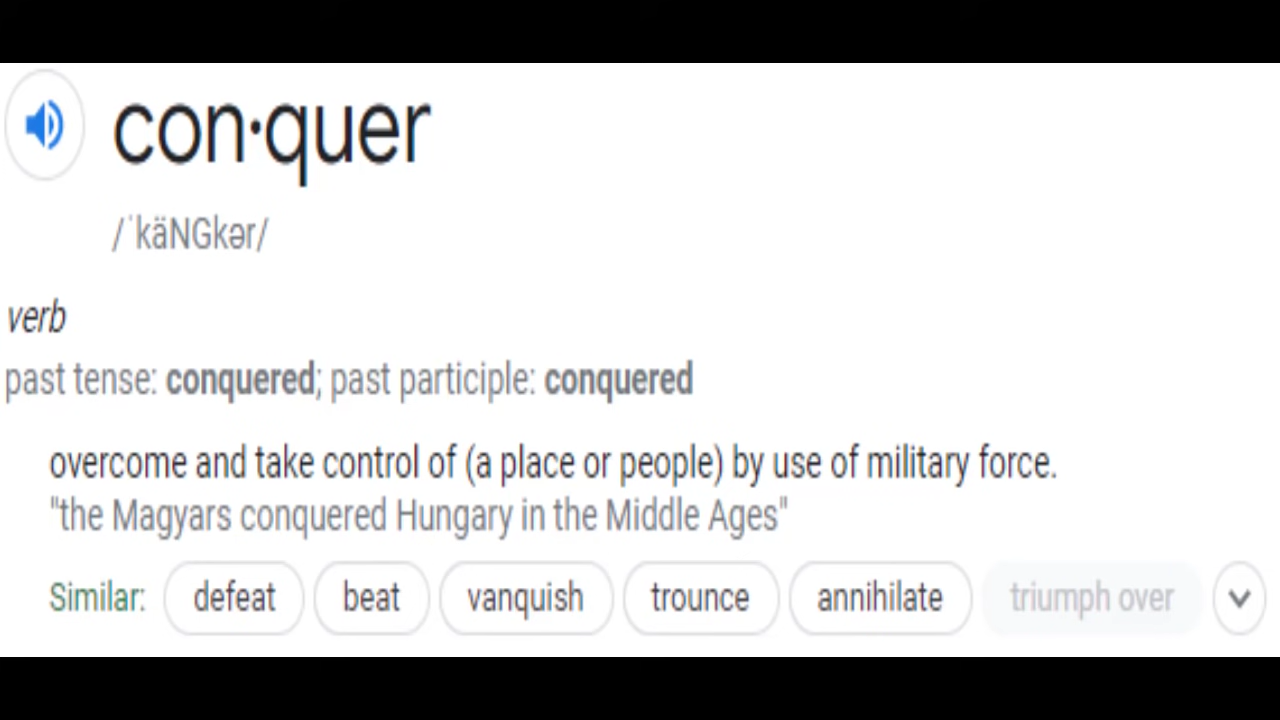 con·quer
/ˈkäNGkər/
verb
past tense: conquered; past participle: conquered
overcome and take control of (a place or people) by use of military force.
"the Magyars conquered Hungary in the Middle Ages"
Similar: defeat beat vanquish trounce annihilate triumph over